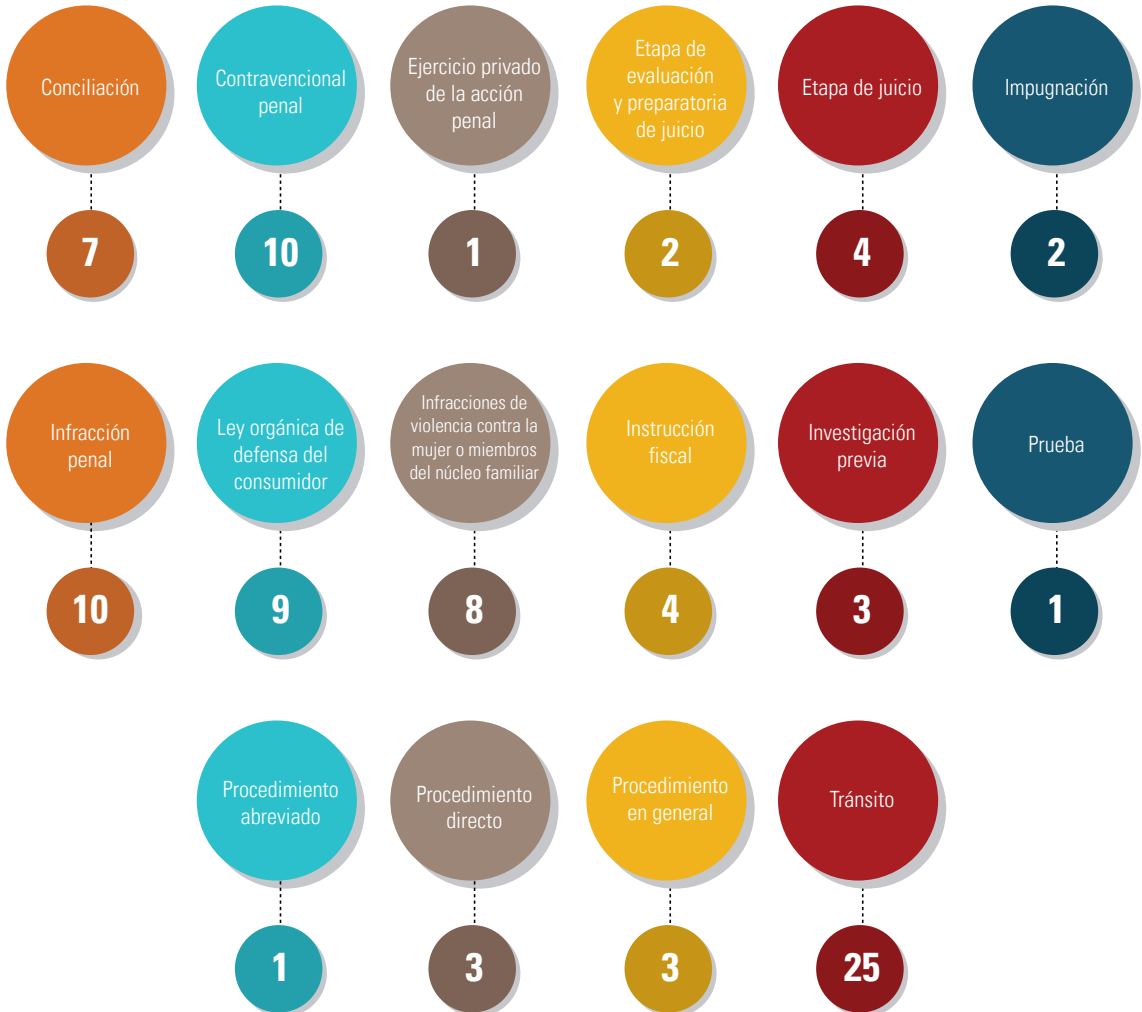 Conciliación
Contravencional
penal
Ejercicio privado
de la acción
penal
Etapa de
evaluación
y preparatoria
de juicio
Etapa de juicio
Impugnación
7
10
1
2
4
2
Infracción
penal
Ley orgánica de
defensa del
consumidor
Infracciones de
violencia contra la
mujer o miembros
del núcleo familiar
Instrucción
fiscal
Investigación
previa
Prueba
10
9
8
4
3
1
Procedimiento
abreviado
Procedimiento
directo
Procedimiento
en general
Tránsito
1
3
3
25